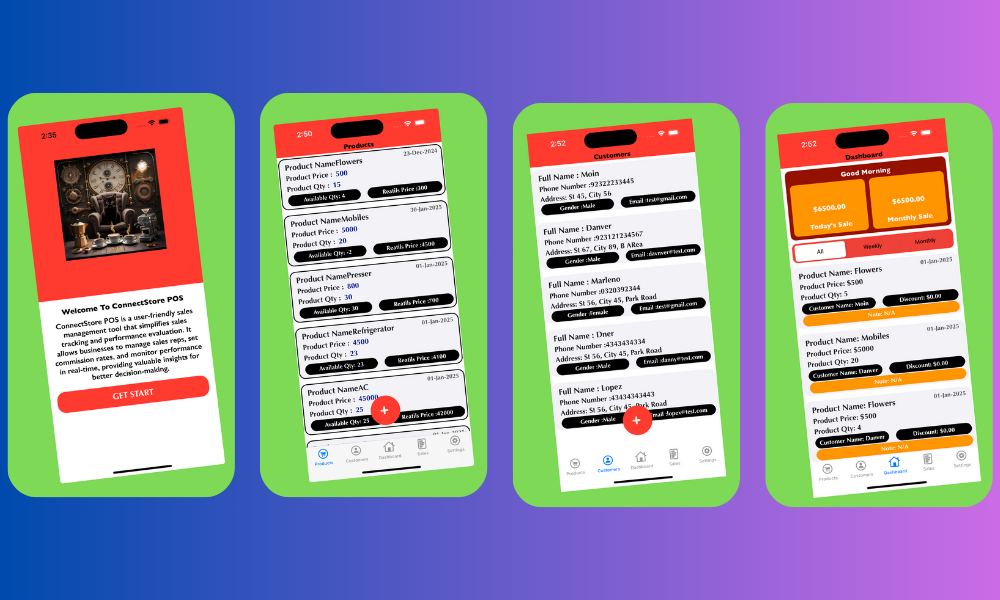 2:35
Welcome To ConnectStore POS
ConnectStore POS is a user-friendly sales
management tool that simplifies sales
tracking and performance evaluation. It
allows businesses to manage sales reps, set
commission rates, and monitor performance
in real-time, providing valuable insights for
better decision-making.
GET START
2:50
Products
23-Dec-2024
Product NameFlowers
Product Price : 500
Product Qty : 15
Available Qty: 4
Reatils Price :300
30-Jan-2025
Product NameMobiles
Product Price : 5000
Product Qty : 20
Available Qty: -2
Reatils Price :4500
01-Jan-2025
Product NamePresser
Product Price : 800
Product Qty : 30
Available Qty: 30
Reatils Price :700
01-Jan-2025
Product NameRefrigerator
Product Price : 4500
Product Qty : 23
Available Qty: 23
Reatils Price :4100
01-Jan-2025
Product NameAC
Product Price : 45000
Product Qty : 25
Available Qty: 25
Reatils Price :42000
+
Products
Customers
Dashboard
Sales
Settings
2:52
Customers
Full Name : Moin
Phone Number :92322233445
Address: St 45, City 56
Gender :Male
Email :test@gmail.com
Full Name : Danver
Phone Number :923121234567
Address: St 67, City 89, B ARea
Gender :Male
Email :danver@test.com
Full Name : Marleno
Phone Number :0320392344
Address: St 56, City 45, Park Road
Gender :Female
Email :test@gmail.com
Full Name : Dner
Phone Number :4343434334
Address: St 56, City 45, Park Road
Gender :Male
Email :danny@test.com
Full Name : Lopez
Phone Number :43434343443
Address: St 56, City 45, Park Road
Gender :Male
Email :lopez@test.com
+
Products
Customers
Dashboard
Sales
Settings
2:52
Dashboard
Good Morning
$6500.00
Today's Sale
$6500.00
Monthly Sale
All
Weekly
Monthly
01-Jan-2025
Product Name: Flowers
Product Price: $500
Product Qty: 5
Customer Name: Moin
Discount: $0.00
Note: N/A
01-Jan-2025
Product Name: Mobiles
Product Price: $5000
Product Qty: 20
Customer Name: Danver
Discount: $0.00
Note: N/A
01-Jan-2025
Product Name: Flowers
Product Price: $500
Product Qty: 4
Customer Name: Danver
Discount: $0.00
Note: N/A
Products
Customers
Dashboard
Sales
Settings